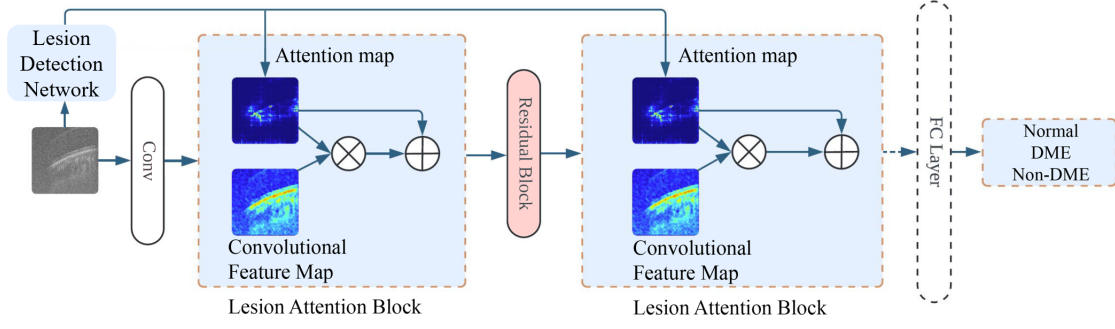 Lesion
Detection
Network
Conv
Attention map
Convolutional
Feature Map
Lesion Attention Block
Residual Block
Attention map
Convolutional
Feature Map
Lesion Attention Block
FC Layer
Normal
DME
Non-DME